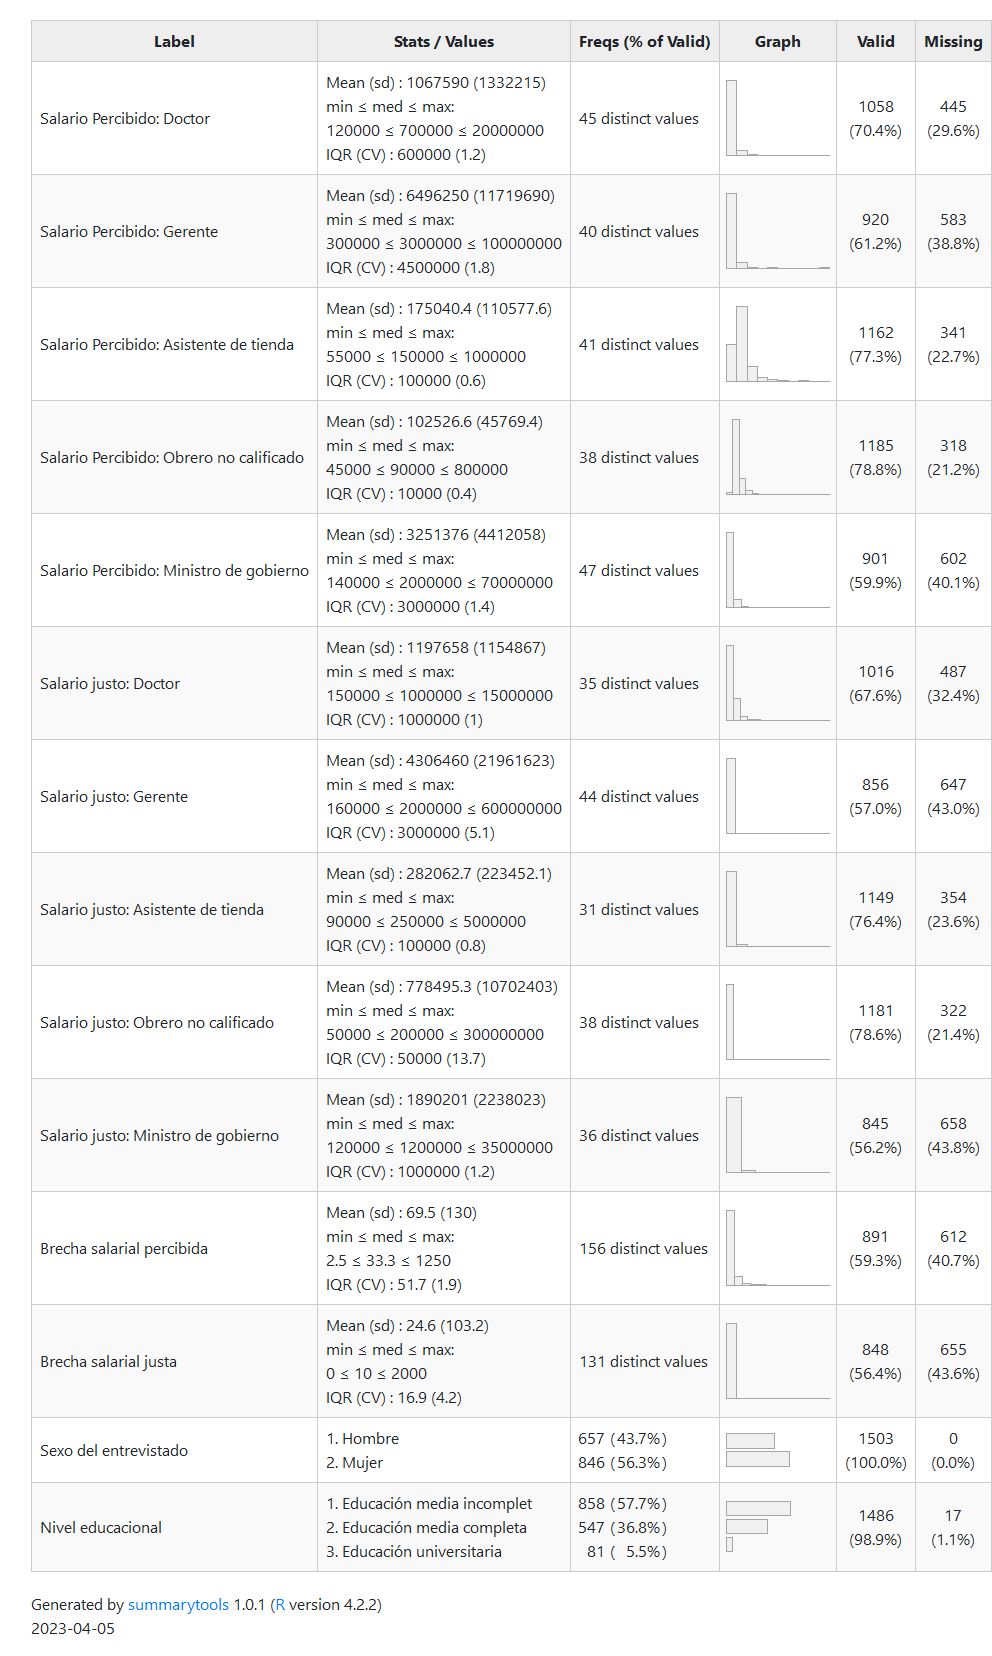 Label Stats / Values Freqs (% of Valid) Graph Valid Missing
Salario Percibido: Doctor
Mean (sd) : 1067590 (1332215)
min ≤ med ≤ max:
120000 ≤ 700000 ≤ 20000000
IQR (CV) : 600000 (1.2)
45 distinct values
1058
(70.4%)
445
(29.6%)
Salario Percibido: Gerente
Mean (sd) : 6496250 (11719690)
min ≤ med ≤ max:
300000 ≤ 3000000 ≤ 100000000
IQR (CV) : 4500000 (1.8)
40 distinct values
920
(61.2%)
583
(38.8%)
Salario Percibido: Asistente de tienda
Mean (sd) : 175040.4 (110577.6)
min ≤ med ≤ max:
55000 ≤ 150000 ≤ 1000000
IQR (CV) : 100000 (0.6)
41 distinct values
1162
(77.3%)
341
(22.7%)
Salario Percibido: Obrero no calificado
Mean (sd) : 102526.6 (45769.4)
min ≤ med ≤ max:
45000 ≤ 90000 ≤ 800000
IQR (CV) : 10000 (0.4)
38 distinct values
1185
(78.8%)
318
(21.2%)
Salario Percibido: Ministro de gobierno
Mean (sd) : 3251376 (4412058)
min ≤ med ≤ max:
140000 ≤ 2000000 ≤ 70000000
IQR (CV) : 3000000 (1.4)
47 distinct values
901
(59.9%)
602
(40.1%)
Salario justo: Doctor
Mean (sd) : 1197658 (1154867)
min ≤ med ≤ max:
150000 ≤ 1000000 ≤ 15000000
IQR (CV) : 1000000 (1)
35 distinct values
1016
(67.6%)
487
(32.4%)
Salario justo: Gerente
Mean (sd) : 4306460 (21961623)
min ≤ med ≤ max:
160000 ≤ 2000000 ≤ 600000000
IQR (CV) : 3000000 (5.1)
44 distinct values
856
(57.0%)
647
(43.0%)
Salario justo: Asistente de tienda
Mean (sd) : 282062.7 (223452.1)
min ≤ med ≤ max:
90000 ≤ 250000 ≤ 5000000
IQR (CV) : 100000 (0.8)
31 distinct values
1149
(76.4%)
354
(23.6%)
Salario justo: Obrero no calificado
Mean (sd) : 778495.3 (10702403)
min ≤ med ≤ max:
50000 ≤ 200000 ≤ 300000000
IQR (CV) : 50000 (13.7)
38 distinct values
1181
(78.6%)
322
(21.4%)
Salario justo: Ministro de gobierno
Mean (sd) : 1890201 (2238023)
min ≤ med ≤ max:
120000 ≤ 1200000 ≤ 35000000
IQR (CV) : 1000000 (1.2)
36 distinct values
845
(56.2%)
658
(43.8%)
Brecha salarial percibida
Mean (sd) : 69.5 (130)
min ≤ med ≤ max:
2.5 ≤ 33.3 ≤ 1250
IQR (CV) : 51.7 (1.9)
156 distinct values
891
(59.3%)
612
(40.7%)
Brecha salarial justa
Mean (sd) : 24.6 (103.2)
min ≤ med ≤ max:
0 ≤ 10 ≤ 2000
IQR (CV) : 16.9 (4.2)
131 distinct values
848
(56.4%)
655
(43.6%)
Sexo del entrevistado
1. Hombre
2. Mujer
657 (43.7%)
846 (56.3%)
1503
(100.0%)
0
(0.0%)
Nivel educacional
1. Educación media incomplet
2. Educación media completa
3. Educación universitaria
858 (57.7%)
547 (36.8%)
81 ( 5.5%)
1486
(98.9%)
17
(1.1%)
Generated by summarytools 1.0.1 (R version 4.2.2)
2023-04-05